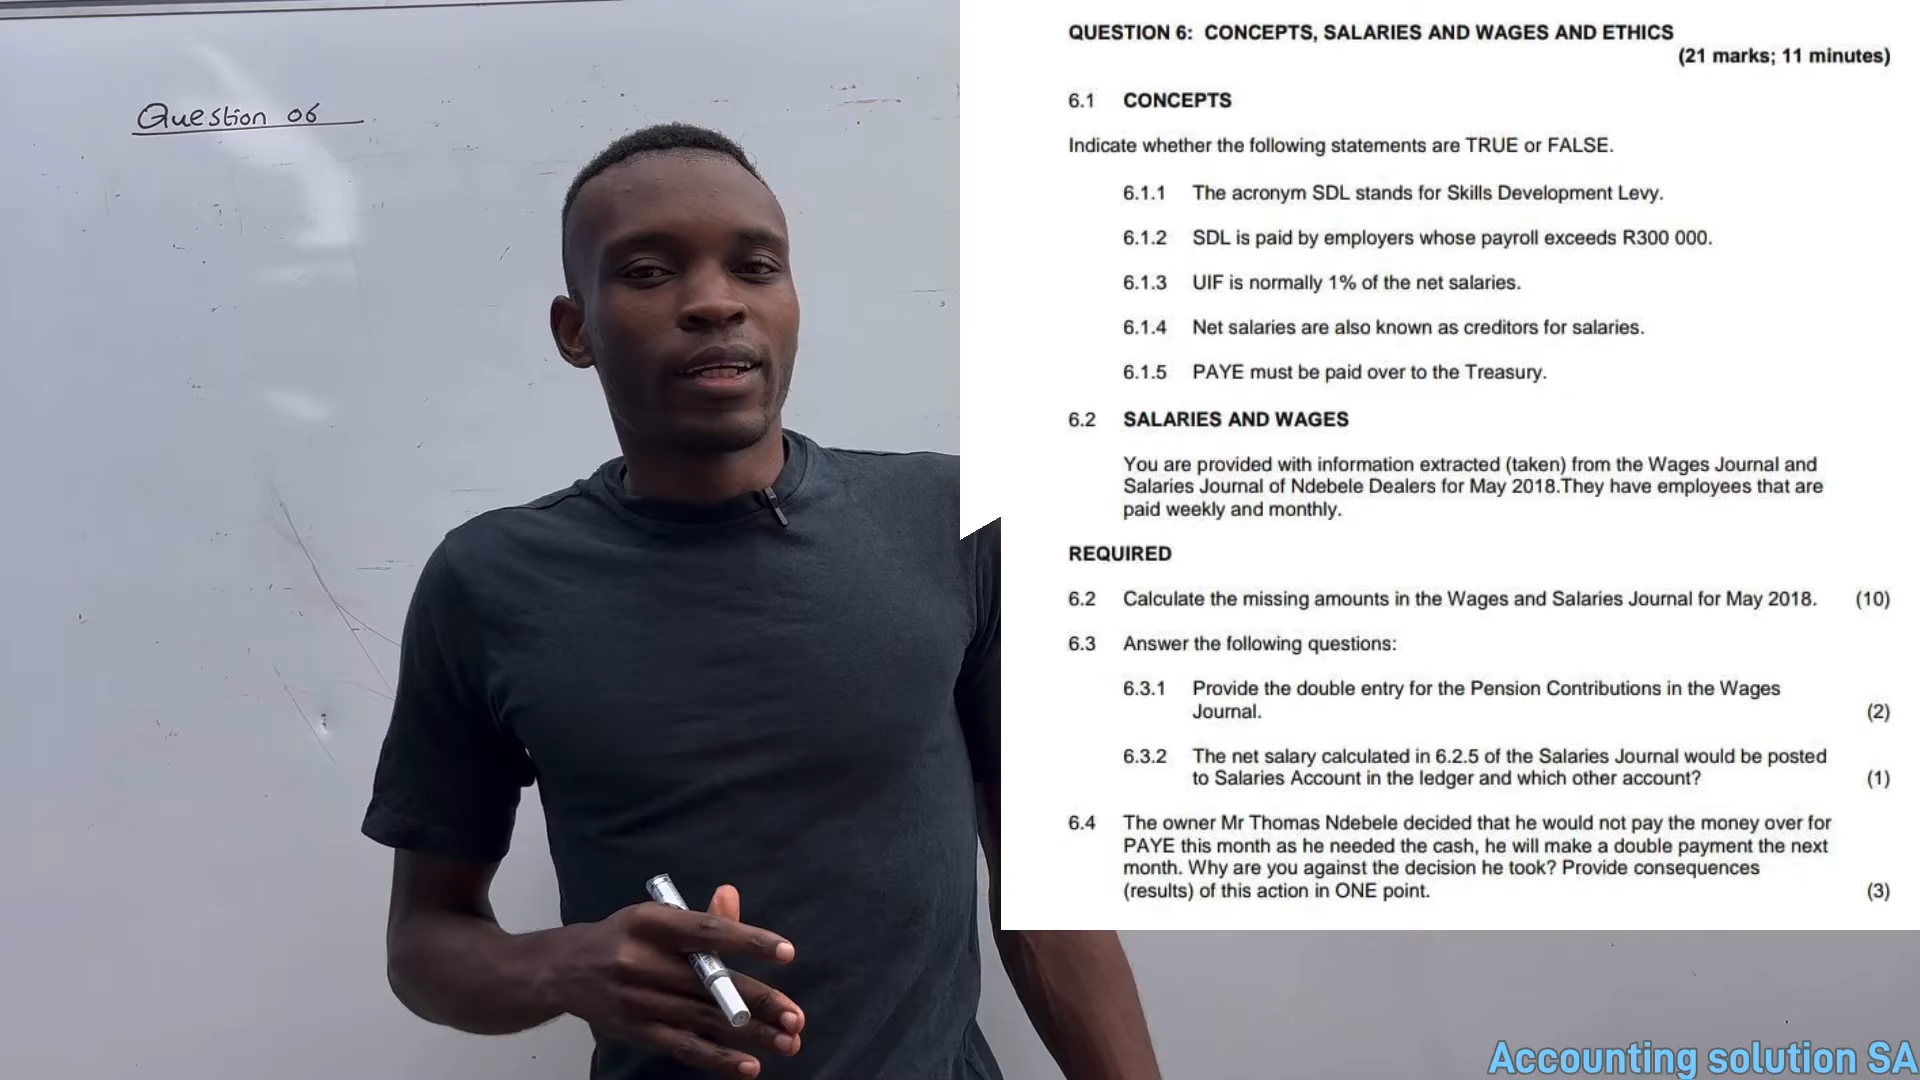 Question 06
QUESTION 6: CONCEPTS, SALARIES AND WAGES AND ETHICS
(21 marks; 11 minutes)
6.1 CONCEPTS
Indicate whether the following statements are TRUE or FALSE.
6.1.1 The acronym SDL stands for Skills Development Levy.
6.1.2 SDL is paid by employers whose payroll exceeds R300 000.
6.1.3 UIF is normally 1% of the net salaries.
6.1.4 Net salaries are also known as creditors for salaries.
6.1.5 PAYE must be paid over to the Treasury.
6.2 SALARIES AND WAGES
You are provided with information extracted (taken) from the Wages Journal and
Salaries Journal of Ndebele Dealers for May 2018.They have employees that are
paid weekly and monthly.
REQUIRED
6.2 Calculate the missing amounts in the Wages and Salaries Journal for May 2018. (10)
6.3 Answer the following questions:
6.3.1 Provide the double entry for the Pension Contributions in the Wages
Journal. (2)
6.3.2 The net salary calculated in 6.2.5 of the Salaries Journal would be posted
to Salaries Account in the ledger and which other account? (1)
6.4 The owner Mr Thomas Ndebele decided that he would not pay the money over for
PAYE this month as he needed the cash, he will make a double payment the next
month. Why are you against the decision he took? Provide consequences
(results) of this action in ONE point. (3)
Accounting solution SA